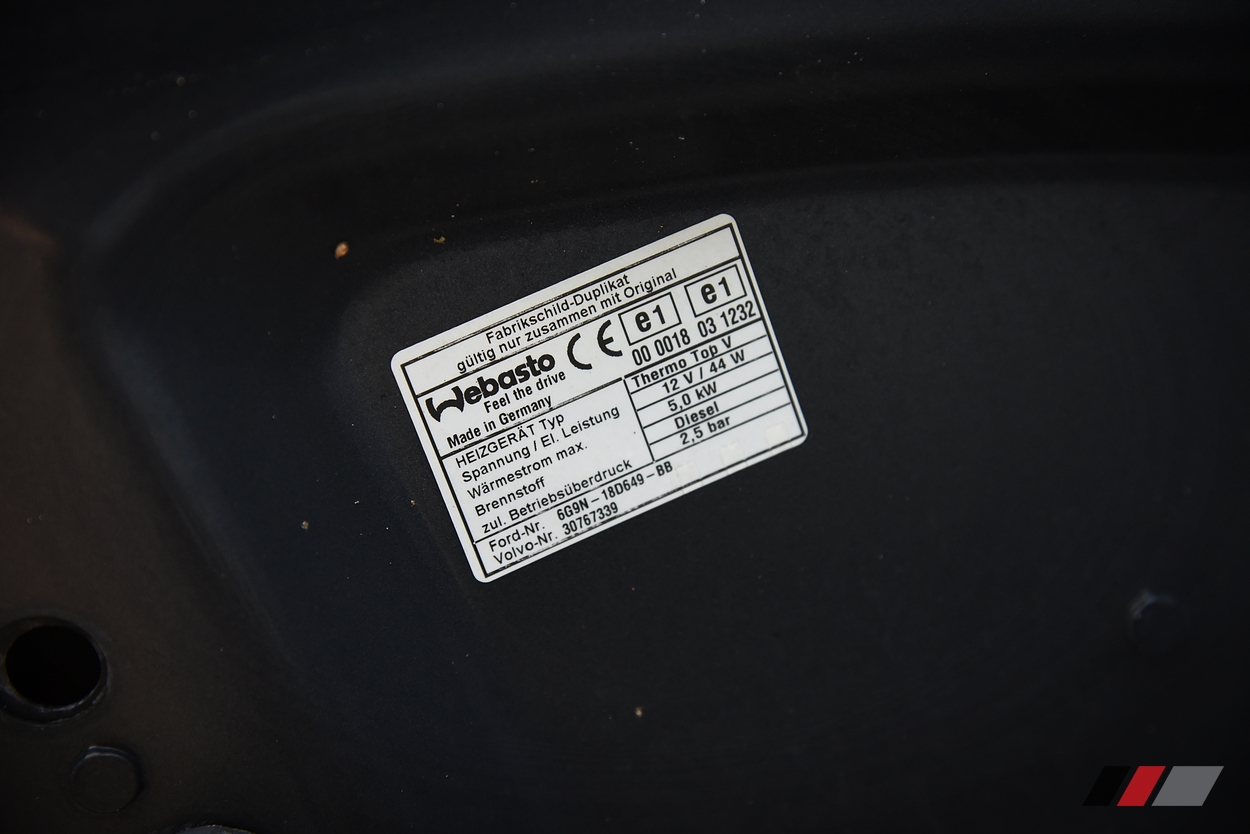 Fabrikschild-Duplikat
gültig nur zusammen mit Original
Webasto CE e1 e1
Feel the drive 00 0018 03 1232
Made in Germany
HEIZGERÄT Typ Thermo Top V
Spannung / El. Leistung 12 V / 44 W
Wärmestrom max. 5,0 kW
Brennstoff Diesel
zul. Betriebsüberdruck 2,5 bar
Ford-Nr. 6G9N-18D649-BB
Volvo-Nr. 30767339